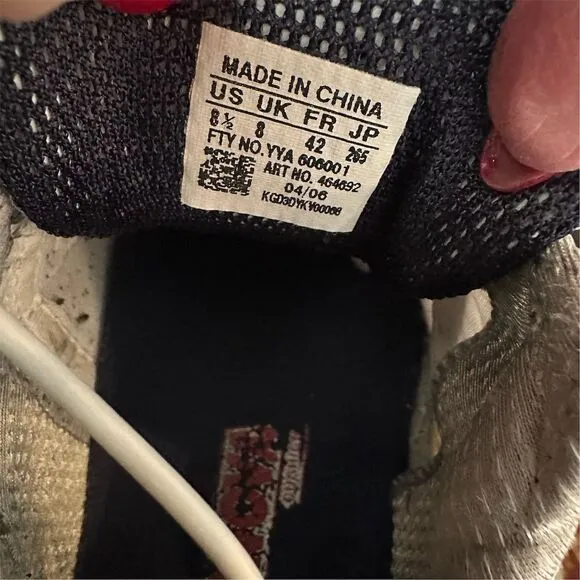 MADE IN CHINA
US UK FR JP
8½ 8 42 265
FTY NO. YYA 606001
ART NO. 464692
04/06
KGD3DYKV00066